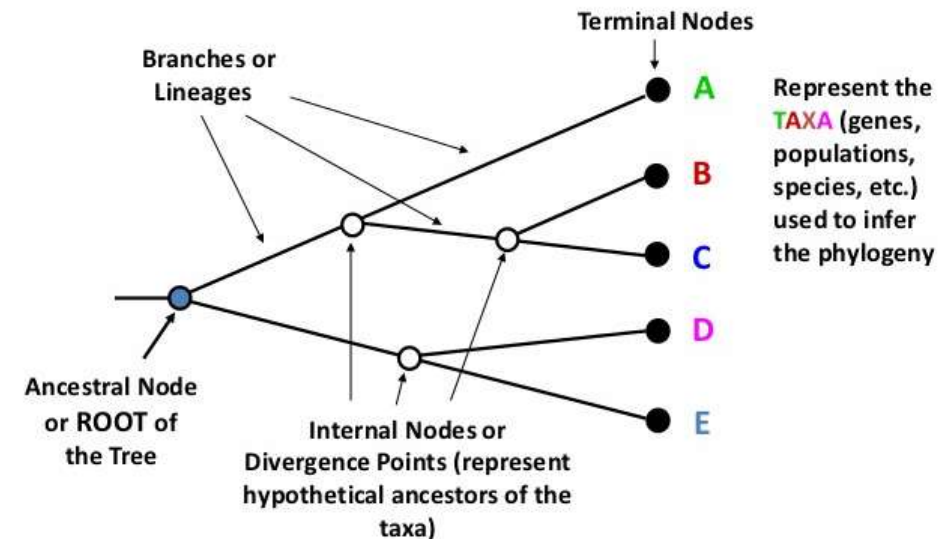 Terminal Nodes
Branches or
Lineages
A
B
C
D
E
Represent the
TAXA (genes,
populations,
species, etc.)
used to infer
the phylogeny
Ancestral Node
or ROOT of
the Tree
Internal Nodes or
Divergence Points (represent
hypothetical ancestors of the
taxa)